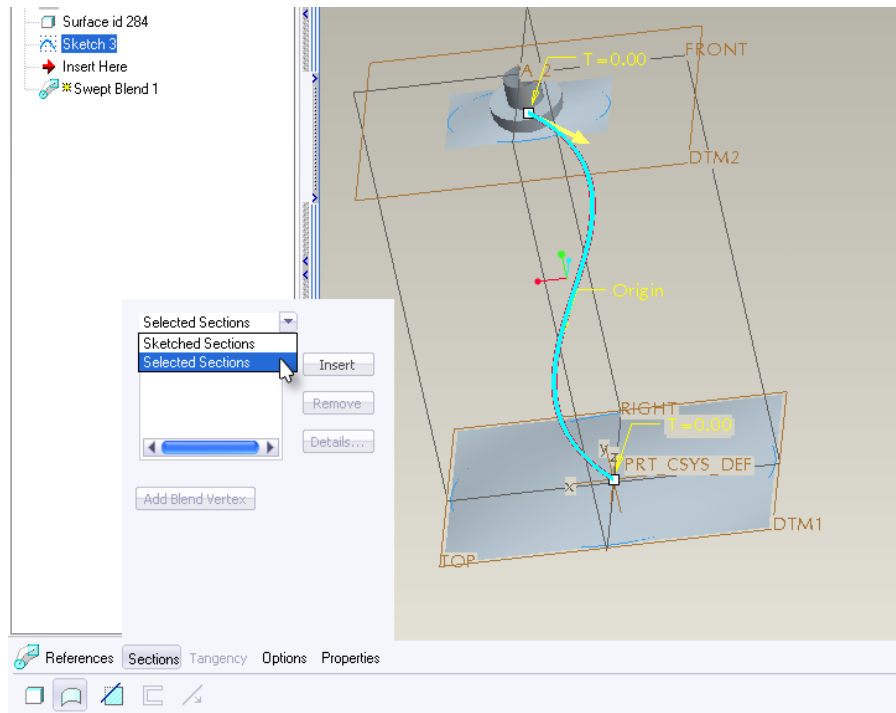 Surface id 284
Sketch 3
Insert Here
Swept Blend 1
FRONT
T=0.00
A_2
DTM2
Origin
Selected Sections
Sketched Sections
Selected Sections
Insert
Remove
Details...
Add Blend Vertex
RIGHT
T=0.00
y
z
PRT_CSYS_DEF
x
DTM1
TOP
References Sections Tangency Options Properties